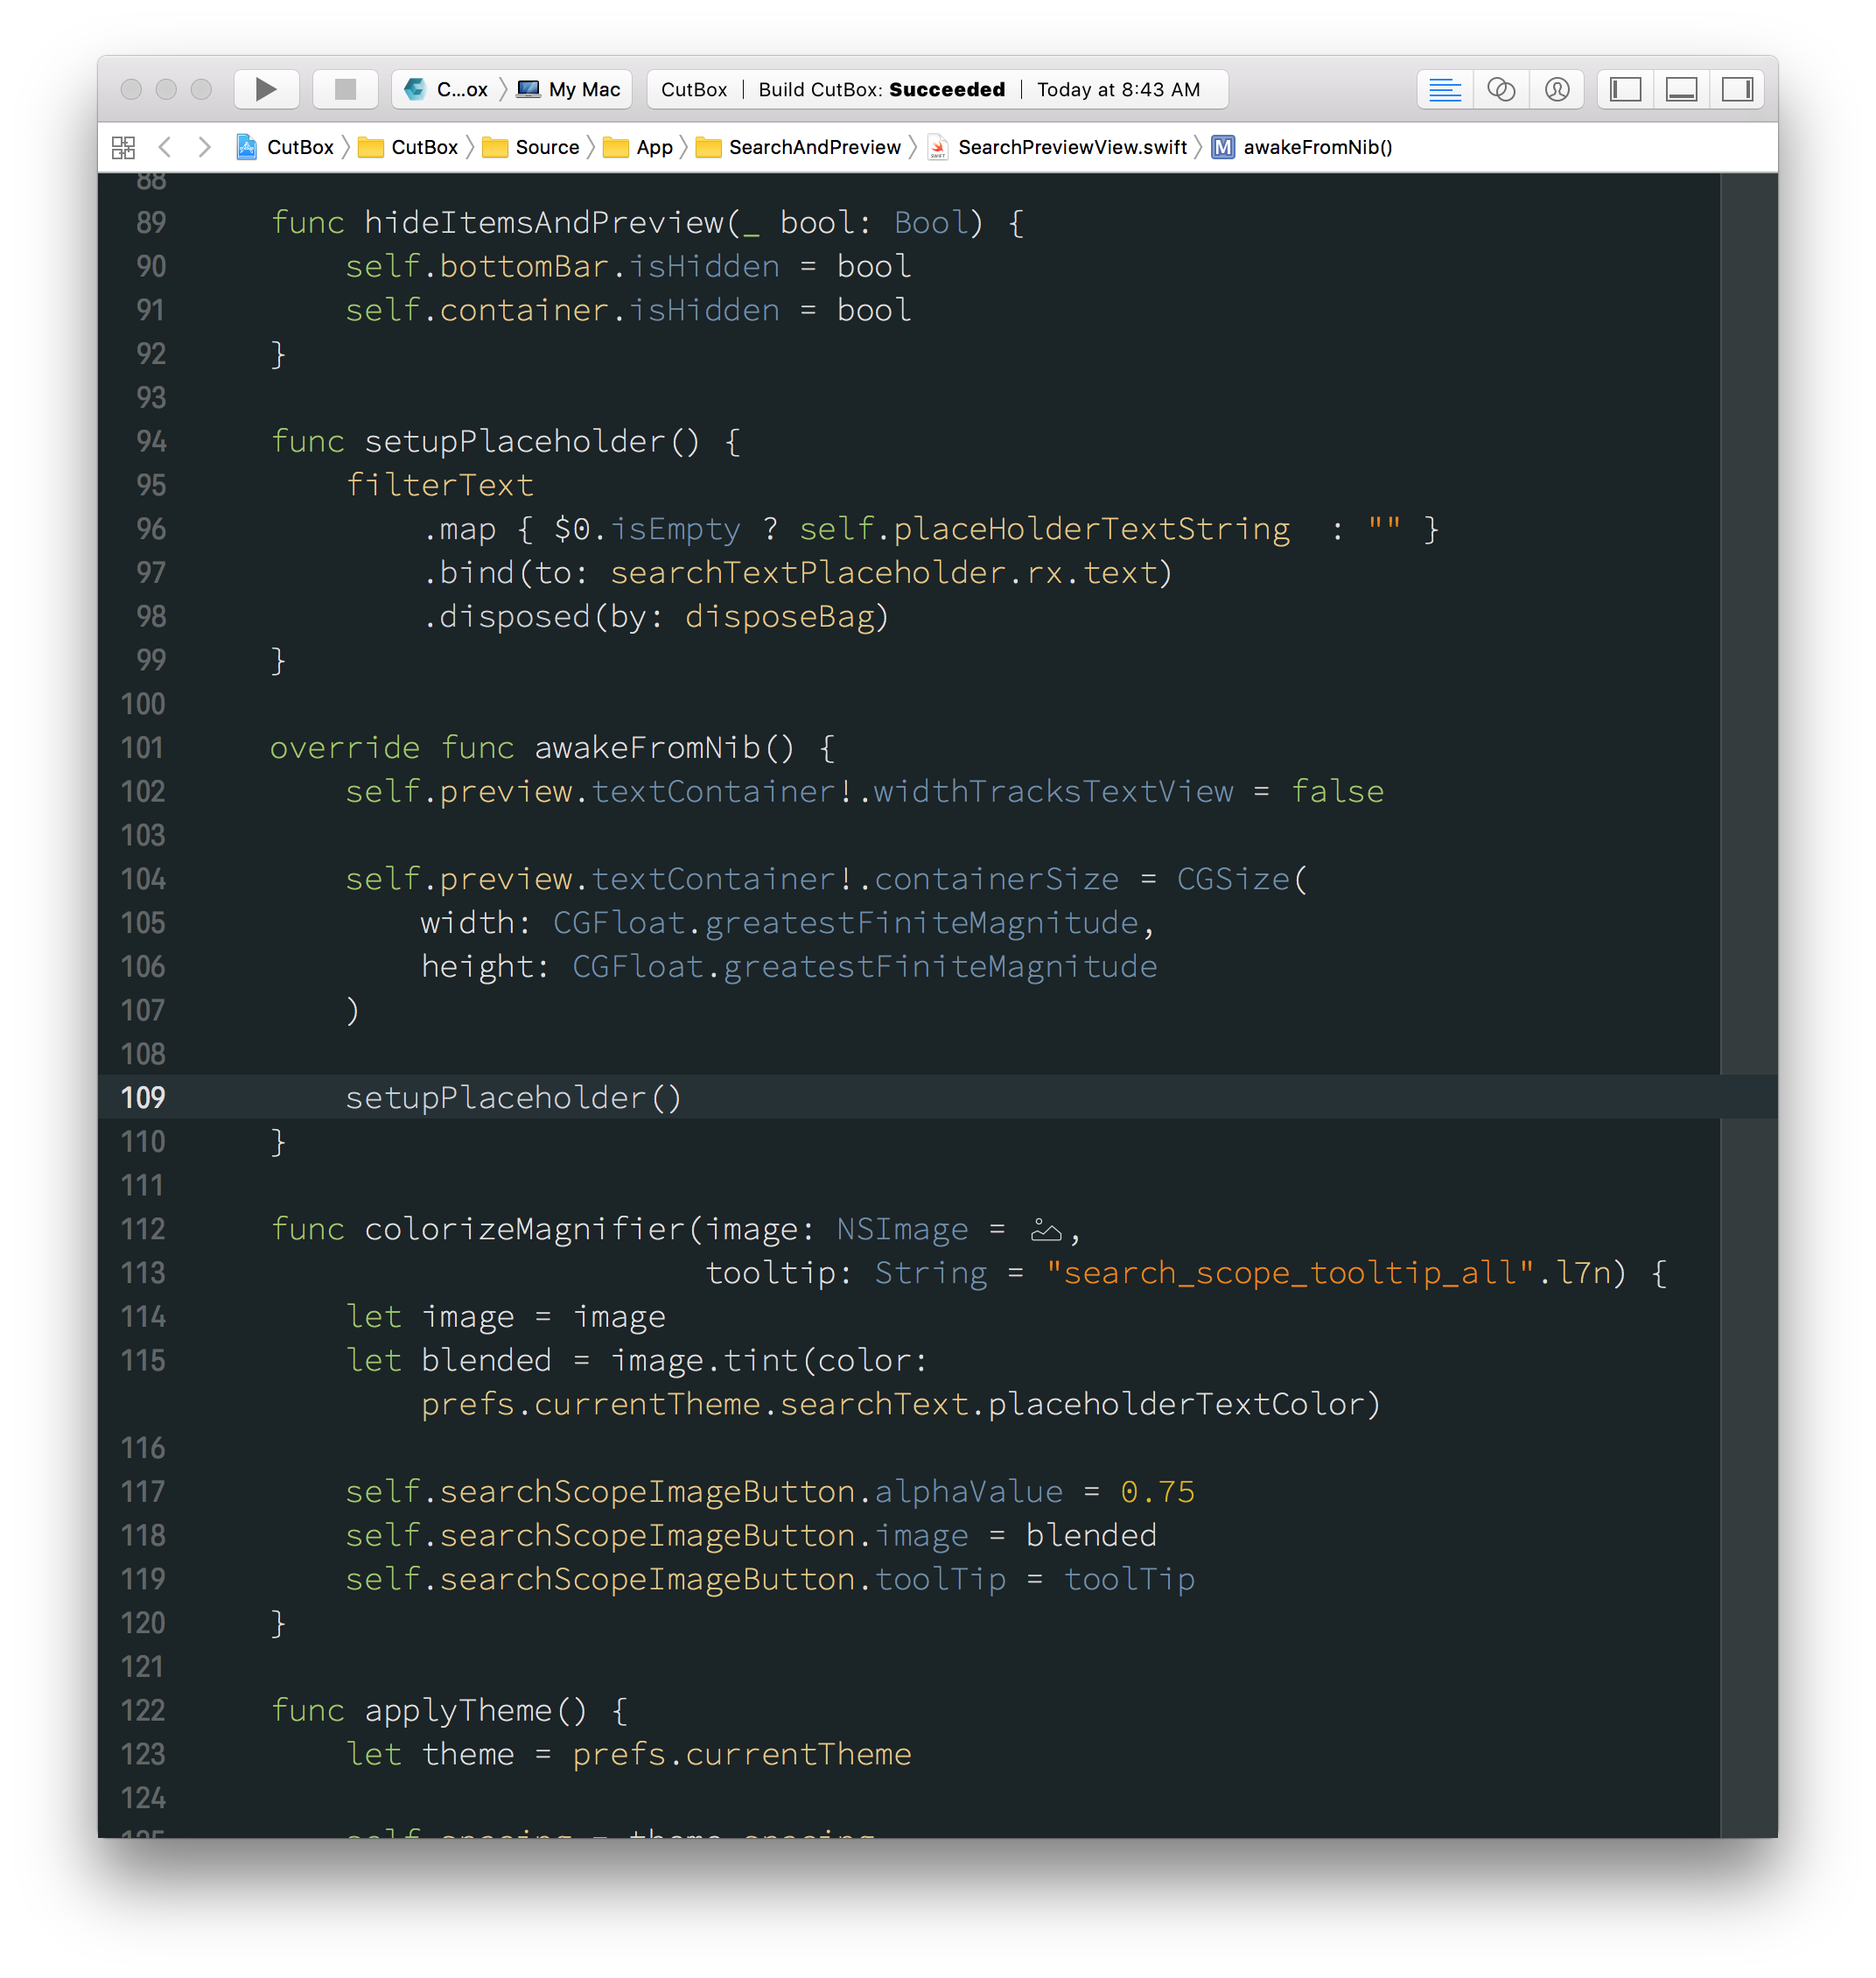 C...ox My Mac CutBox | Build CutBox: Succeeded | Today at 8:43 AM
CutBox CutBox Source App SearchAndPreview SearchPreviewView.swift M awakeFromNib()
88
89 func hideItemsAndPreview(_ bool: Bool) {
90 self.bottomBar.isHidden = bool
91 self.container.isHidden = bool
92 }
93
94 func setupPlaceholder() {
95 filterText
96 .map { $0.isEmpty ? self.placeHolderTextString  : "" }
97 .bind(to: searchTextPlaceholder.rx.text)
98 .disposed(by: disposeBag)
99 }
100
101 override func awakeFromNib() {
102 self.preview.textContainer!.widthTracksTextView = false
103
104 self.preview.textContainer!.containerSize = CGSize(
105 width: CGFloat.greatestFiniteMagnitude,
106 height: CGFloat.greatestFiniteMagnitude
107 )
108
109 setupPlaceholder()
110 }
111
112 func colorizeMagnifier(image: NSImage = ,
113 tooltip: String = "search_scope_tooltip_all".l7n) {
114 let image = image
115 let blended = image.tint(color:
prefs.currentTheme.searchText.placeholderTextColor)
116
117 self.searchScopeImageButton.alphaValue = 0.75
118 self.searchScopeImageButton.image = blended
119 self.searchScopeImageButton.toolTip = toolTip
120 }
121
122 func applyTheme() {
123 let theme = prefs.currentTheme
124
125 self.spacing = theme.spacing